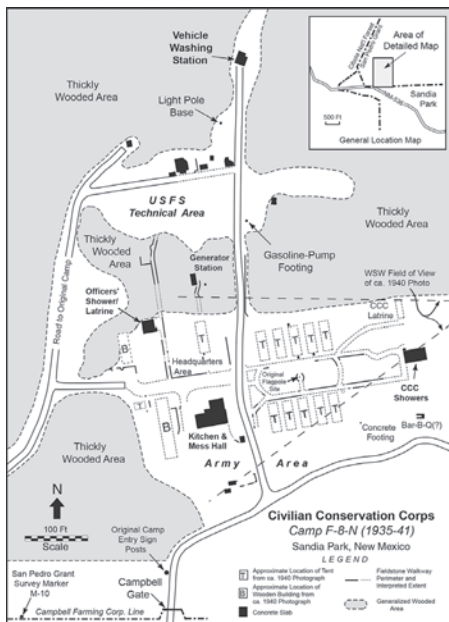 Vehicle
Washing
Station
Thickly
Wooded Area
Light Pole
Base
Area of
Detailed Map
Sandia
Park
500 Ft
General Location Map
USFS
Technical Area
Thickly
Wooded
Area
Generator
Station
Gasoline-Pump
Footing
Thickly
Wooded Area
WSW Field of View
of ca. 1940 Photo
Road to Original Camp
Officers'
Shower/
Latrine
CCC
Latrine
B
T
T
Headquarters
Area
T
T
T
T
T
Original
Flagpole
Site
CCC
Showers
T
B
T
T
T
T
T
Kitchen &
Mess Hall
Concrete
Footing
Bar-B-Q(?)
Thickly
Wooded Area
Army Area
N
100 Ft
Scale
Original Camp
Entry Sign
Posts
Campbell
Gate
San Pedro Grant
Survey Marker
M-10
Campbell Farming Corp. Line
Civilian Conservation Corps
Camp F-8-N (1935-41)
Sandia Park, New Mexico
LEGEND
T Approximate Location of Tent
from ca. 1940 Photograph
B Approximate Location of
Wooden Building from
ca. 1940 Photograph
Concrete Slab
Fieldstone Walkway
Perimeter and
Interpreted Extent
Generalized Wooded
Area